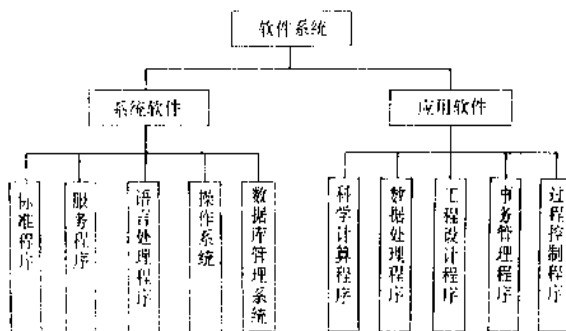 软件系统
系统软件
应用软件
标准程序
服务程序
语言处理程序
操作系统
数据库管理系统
科学计算程序
数据处理程序
工程设计程序
事务管理程序
过程控制程序